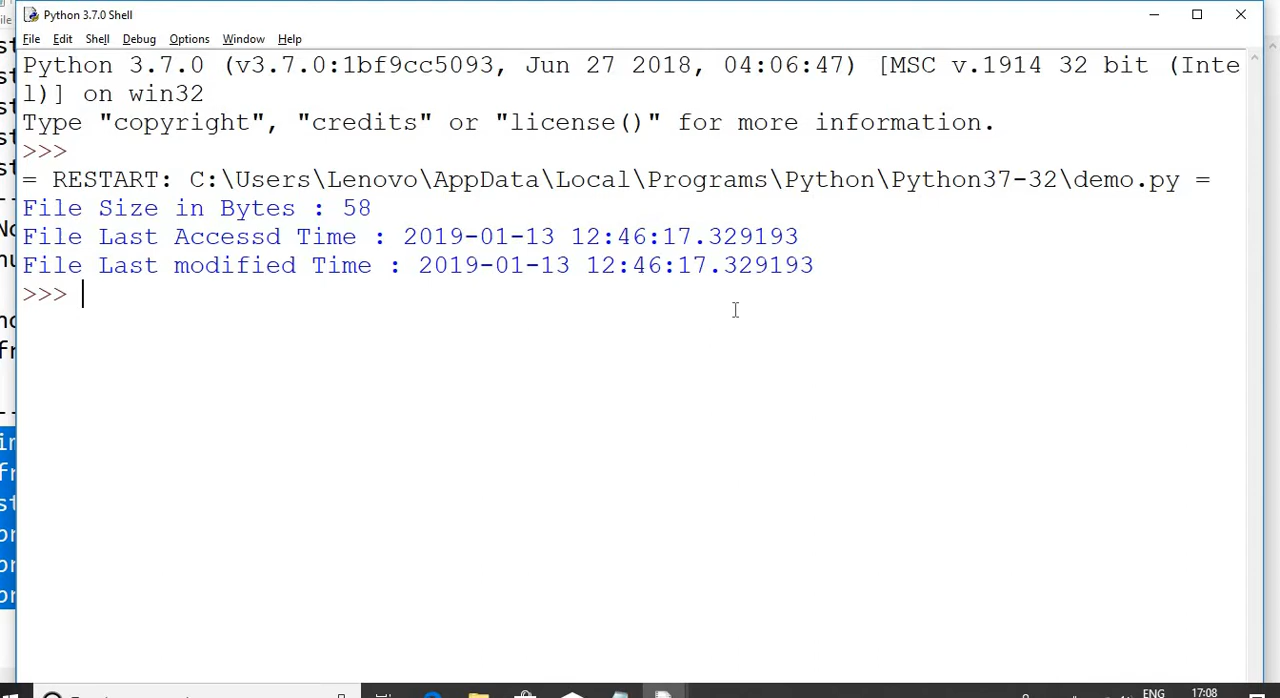 Python 3.7.0 Shell
File Edit Shell Debug Options Window Help
Python 3.7.0 (v3.7.0:1bf9cc5093, Jun 27 2018, 04:06:47) [MSC v.1914 32 bit (Inte
l)] on win32
Type "copyright", "credits" or "license()" for more information.
>>>
= RESTART: C:\Users\Lenovo\AppData\Local\Programs\Python\Python37-32\demo.py =
File Size in Bytes : 58
File Last Accessd Time : 2019-01-13 12:46:17.329193
File Last modified Time : 2019-01-13 12:46:17.329193
>>>
ENG
17:08